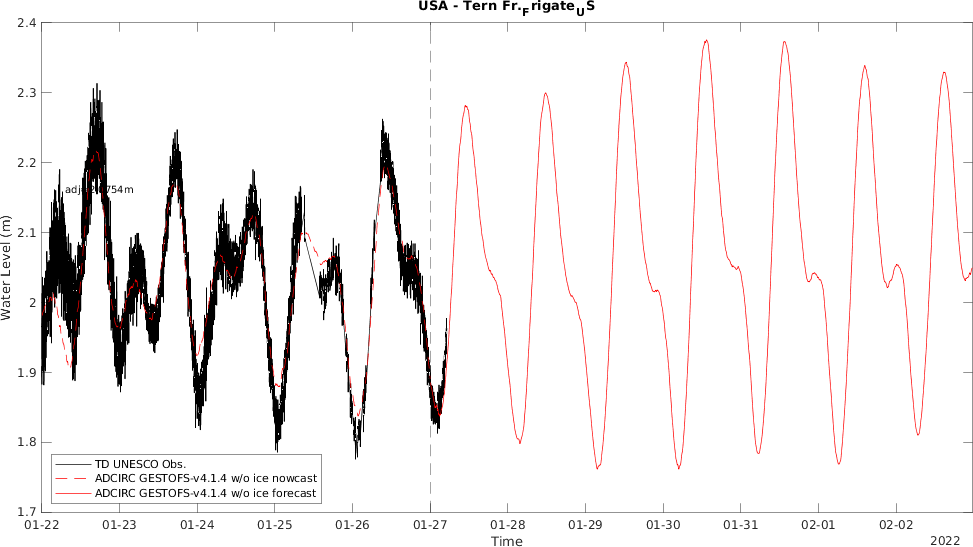 USA - Tern Fr.FrigateUS
2.4
2.3
2.2
2.1
2
1.9
1.8
1.7
Water Level (m)
TD UNESCO Obs.
ADCIRC GESTOFS-v4.1.4 w/o ice nowcast
ADCIRC GESTOFS-v4.1.4 w/o ice forecast
01-22 01-23 01-24 01-25 01-26 01-27 01-28 01-29 01-30 01-31 02-01 02-02
Time
2022